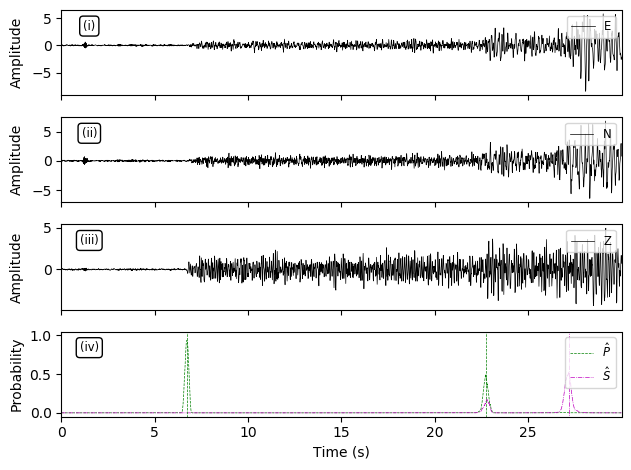 (i)
E
Amplitude
5
0
−5
(ii)
N
Amplitude
5
0
−5
(iii)
Z
Amplitude
5
0
(iv)
P̂
Ŝ
Probability
1.0
0.5
0.0
0 5 10 15 20 25
Time (s)